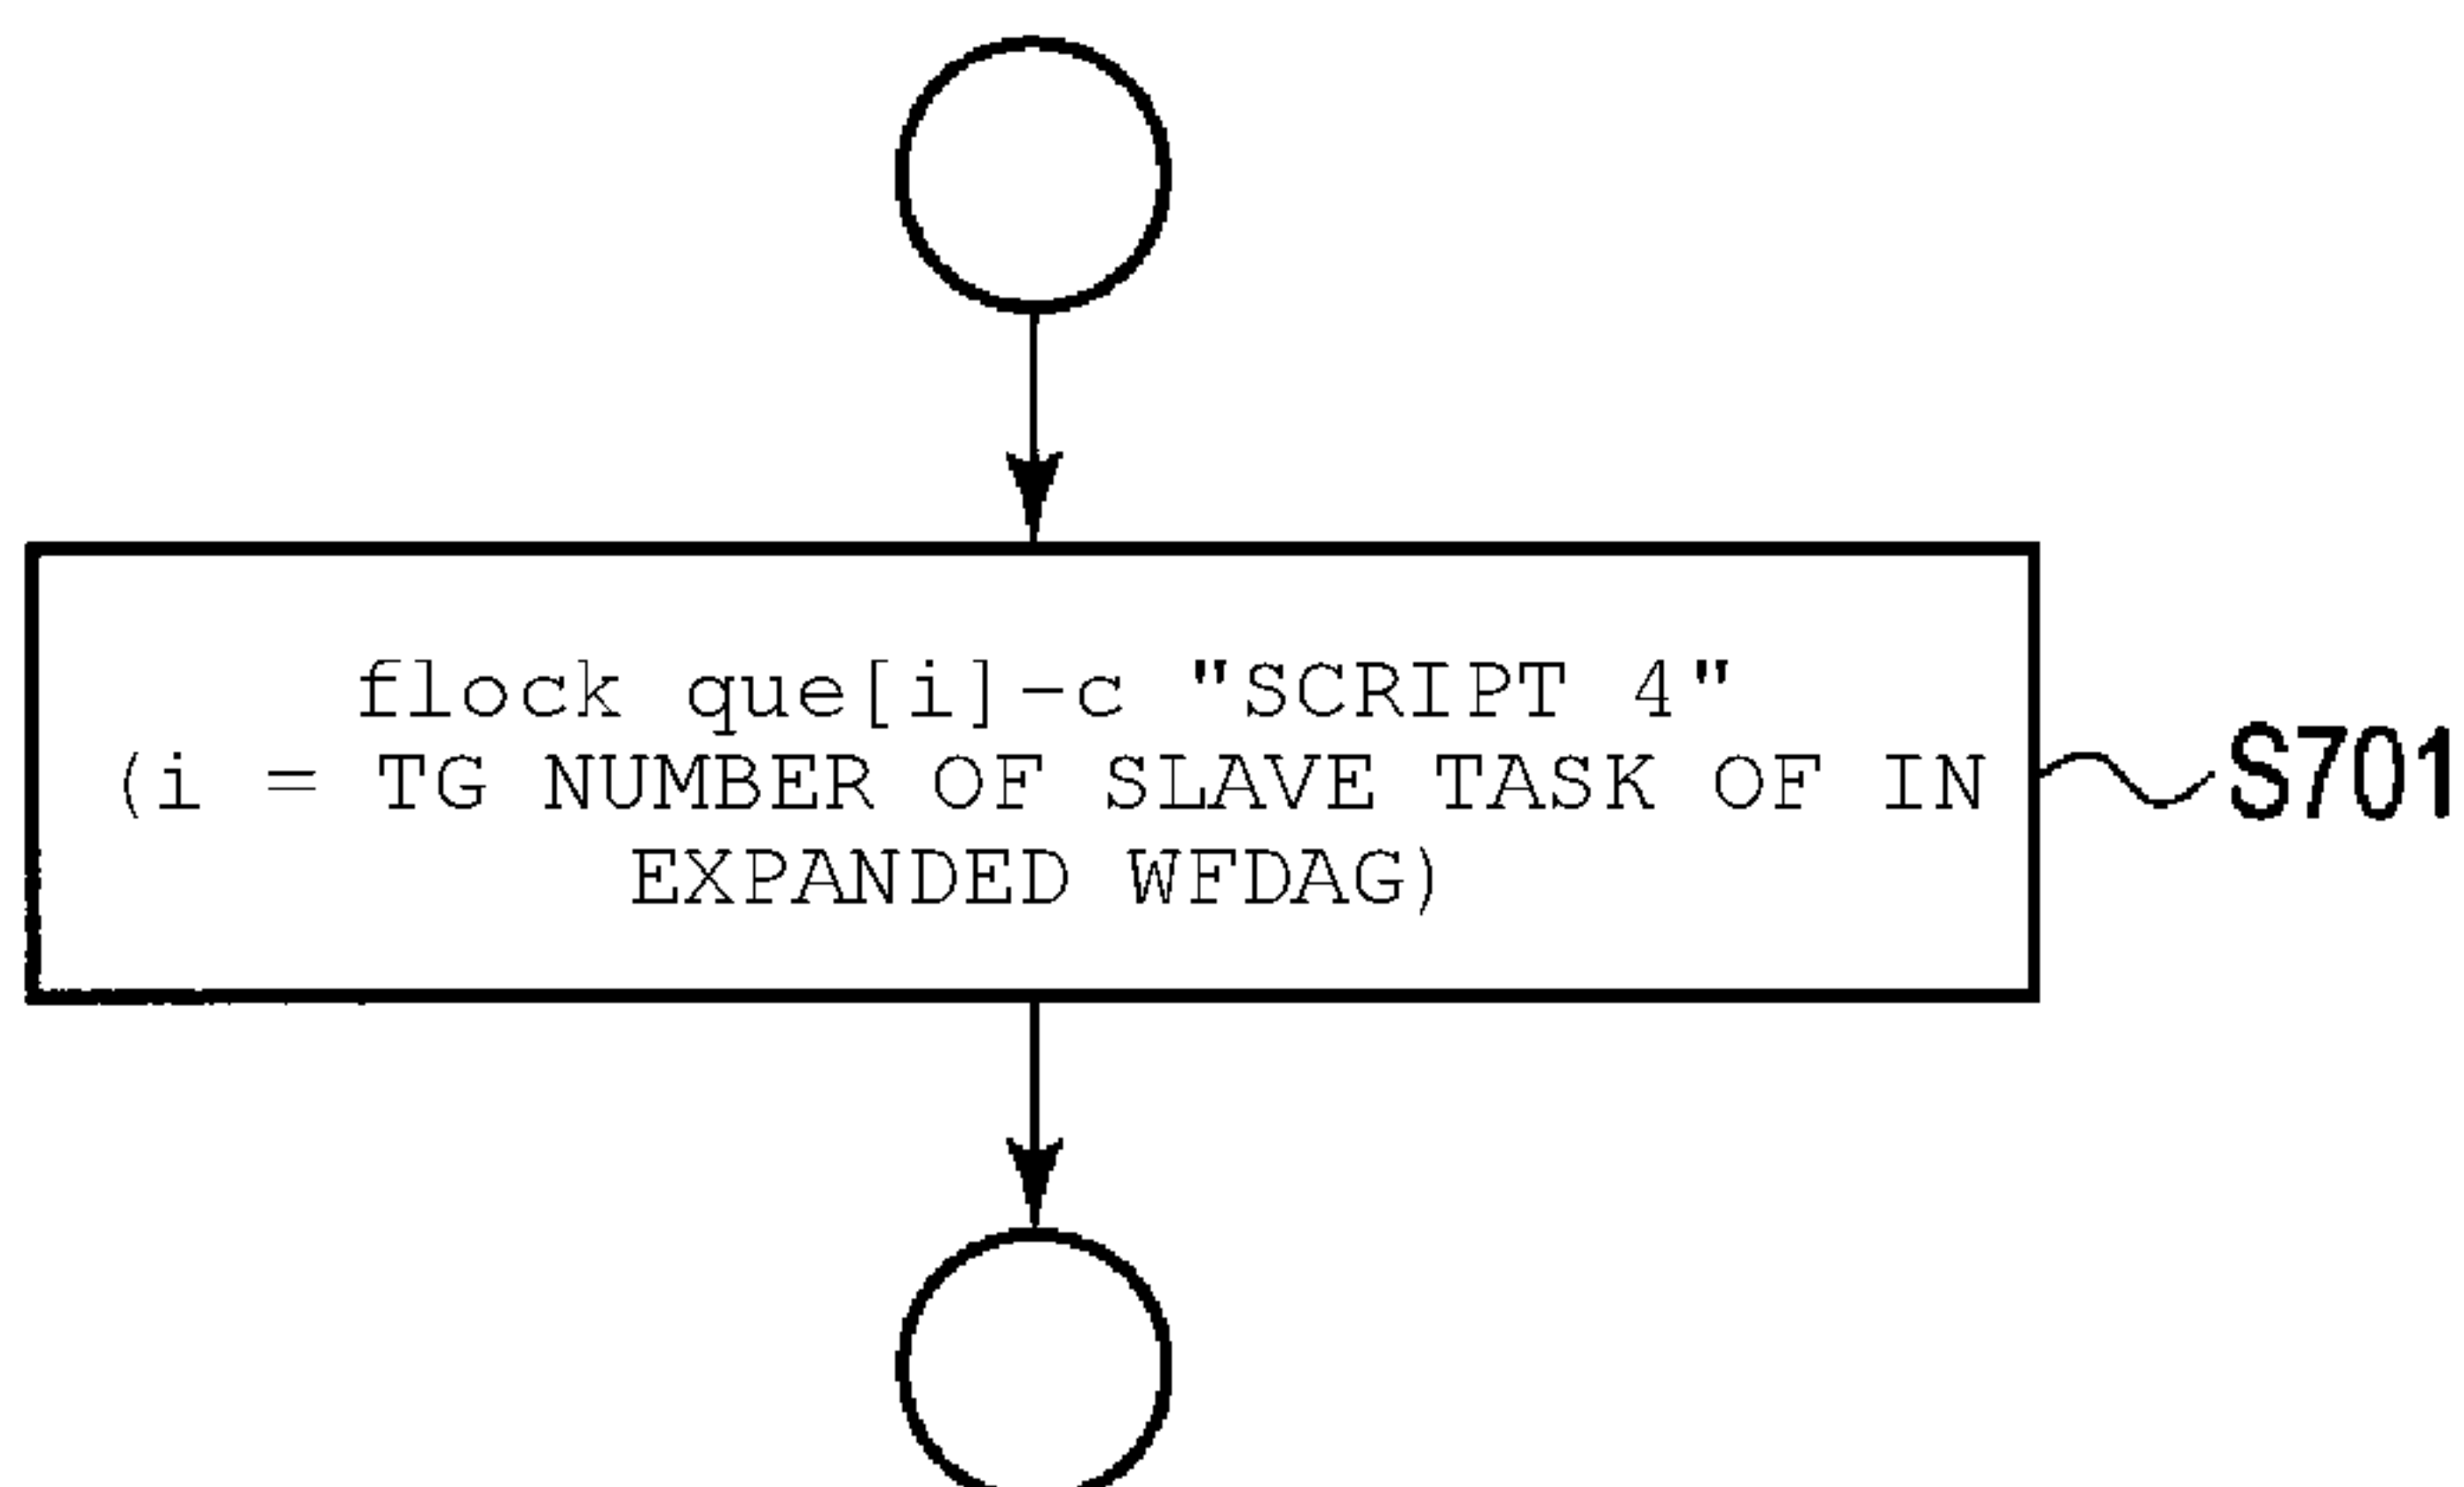 flock que[i]-c "SCRIPT 4"
(i = TG NUMBER OF SLAVE TASK OF IN
EXPANDED WFDAG)
S701